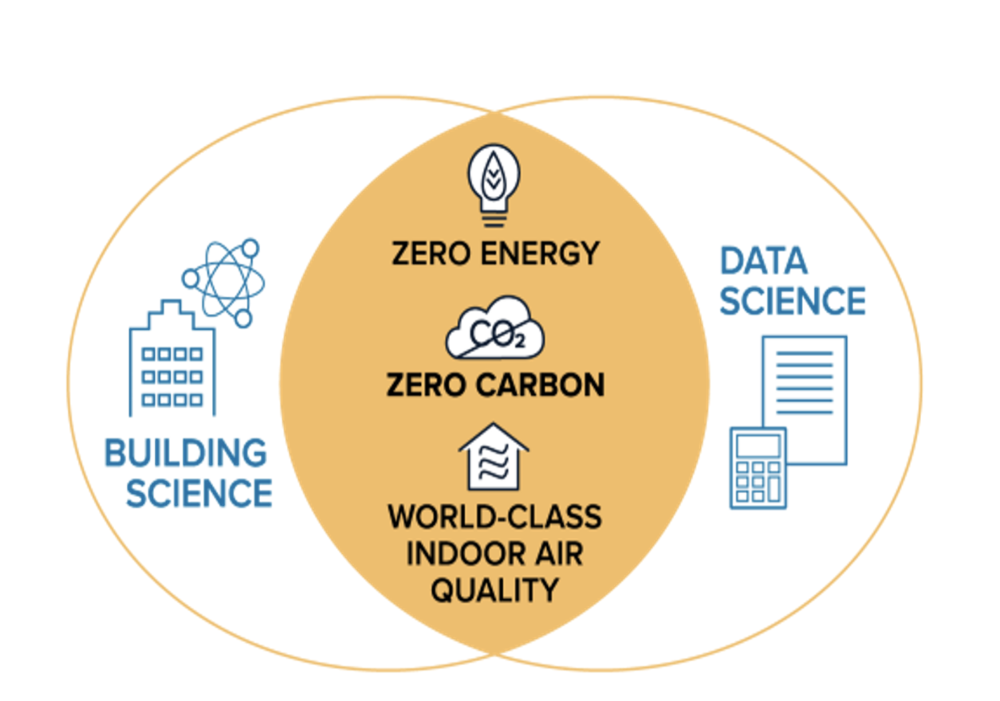 ZERO ENERGY
CO₂
ZERO CARBON
WORLD-CLASS
INDOOR AIR
QUALITY
BUILDING
SCIENCE
DATA
SCIENCE